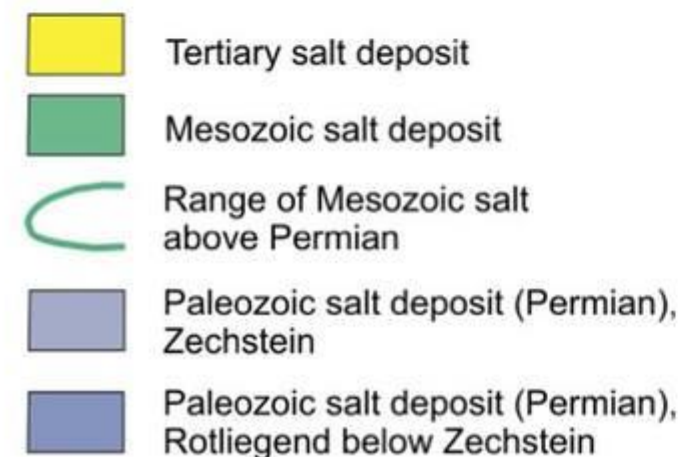 Tertiary salt deposit
Mesozoic salt deposit
Range of Mesozoic salt
above Permian
Paleozoic salt deposit (Permian),
Zechstein
Paleozoic salt deposit (Permian),
Rotliegend below Zechstein